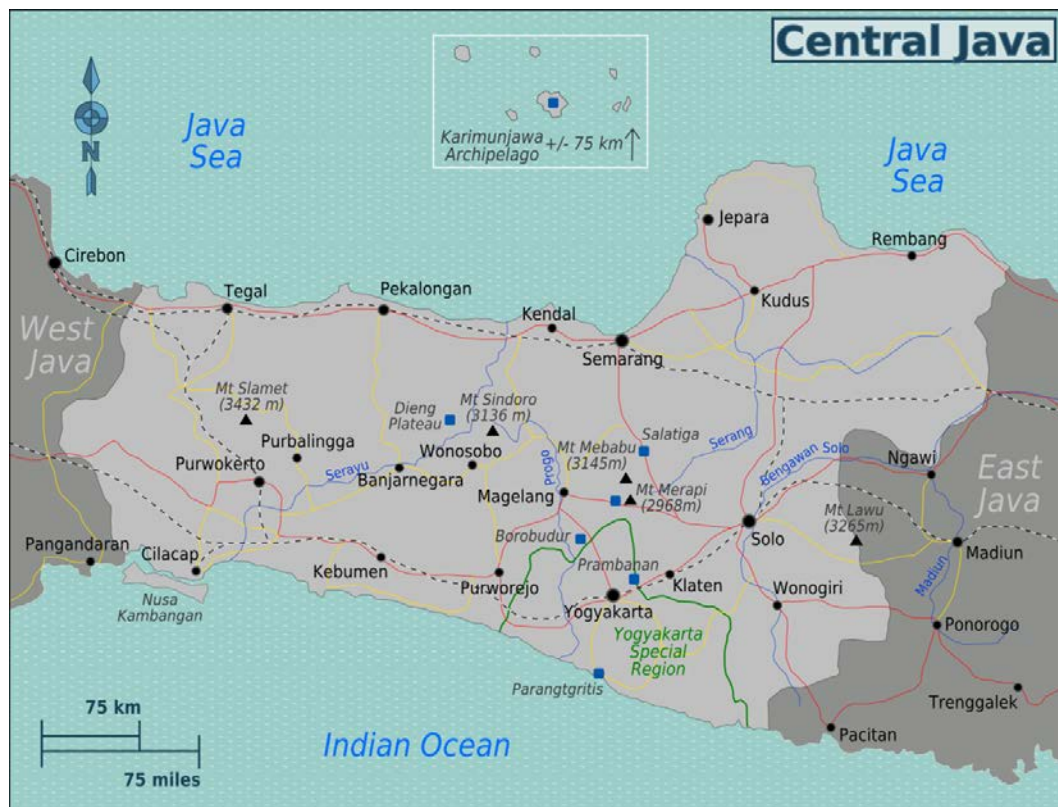 Central Java
Java
Sea
Karimunjawa
Archipelago
+/- 75 km
N
Java
Sea
Jepara
Rembang
Cirebon
Tegal
Pekalongan
Kendal
Kudus
West
Java
Semarang
Mt Slamet
(3432 m)
Dieng
Plateau
Mt Sindoro
(3136 m)
Salatiga
Serang
Purbalingga
Wonosobo
Mt Mebabu
(3145m)
Bengawan Solo
Ngawi
East
Java
Purwokèrto
Serayu
Banjarnegara
Progo
Magelang
Mt Merapi
(2968m)
Mt Lawu
(3265m)
Solo
Madiun
Pangandaran
Cilacap
Borobudur
Kebumen
Prambanan
Purworejo
Klaten
Madiun
Nusa
Kambangan
Yogyakarta
Wonogiri
Ponorogo
Yogyakarta
Special
Region
Parangtgritis
Trenggalek
75 km
Pacitan
Indian Ocean
75 miles